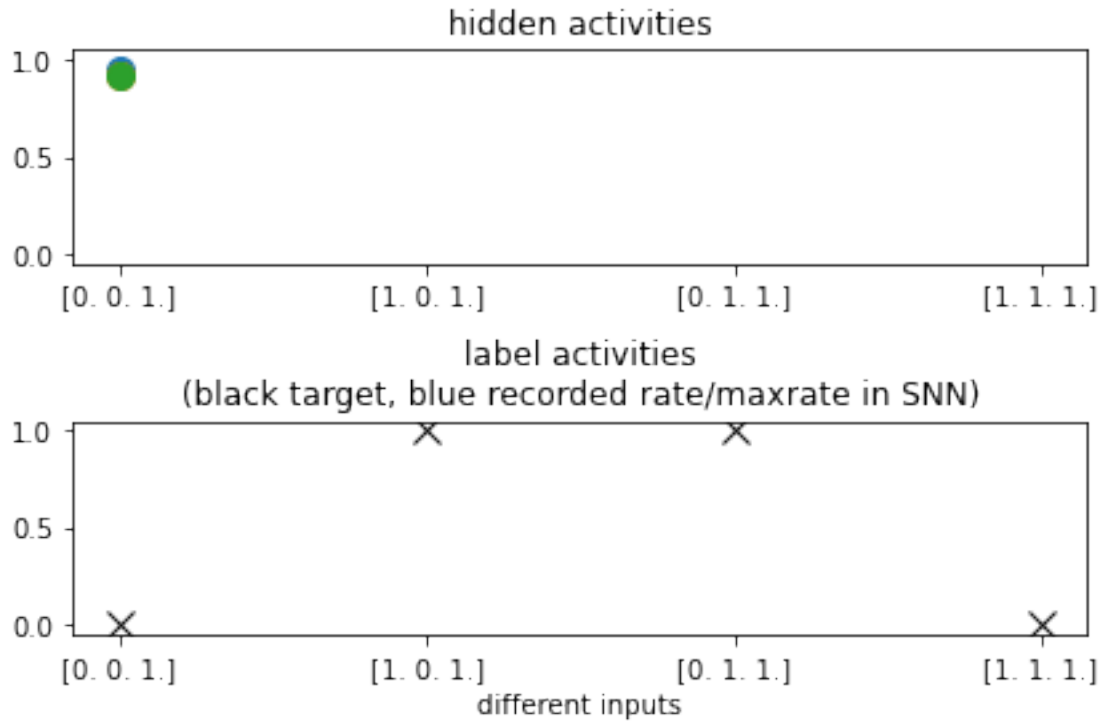 hidden activities
1.0
0.5
0.0
[0. 0. 1.] [1. 0. 1.] [0. 1. 1.] [1. 1. 1.]
label activities
(black target, blue recorded rate/maxrate in SNN)
1.0
0.5
0.0
[0. 0. 1.] [1. 0. 1.] [0. 1. 1.] [1. 1. 1.]
different inputs